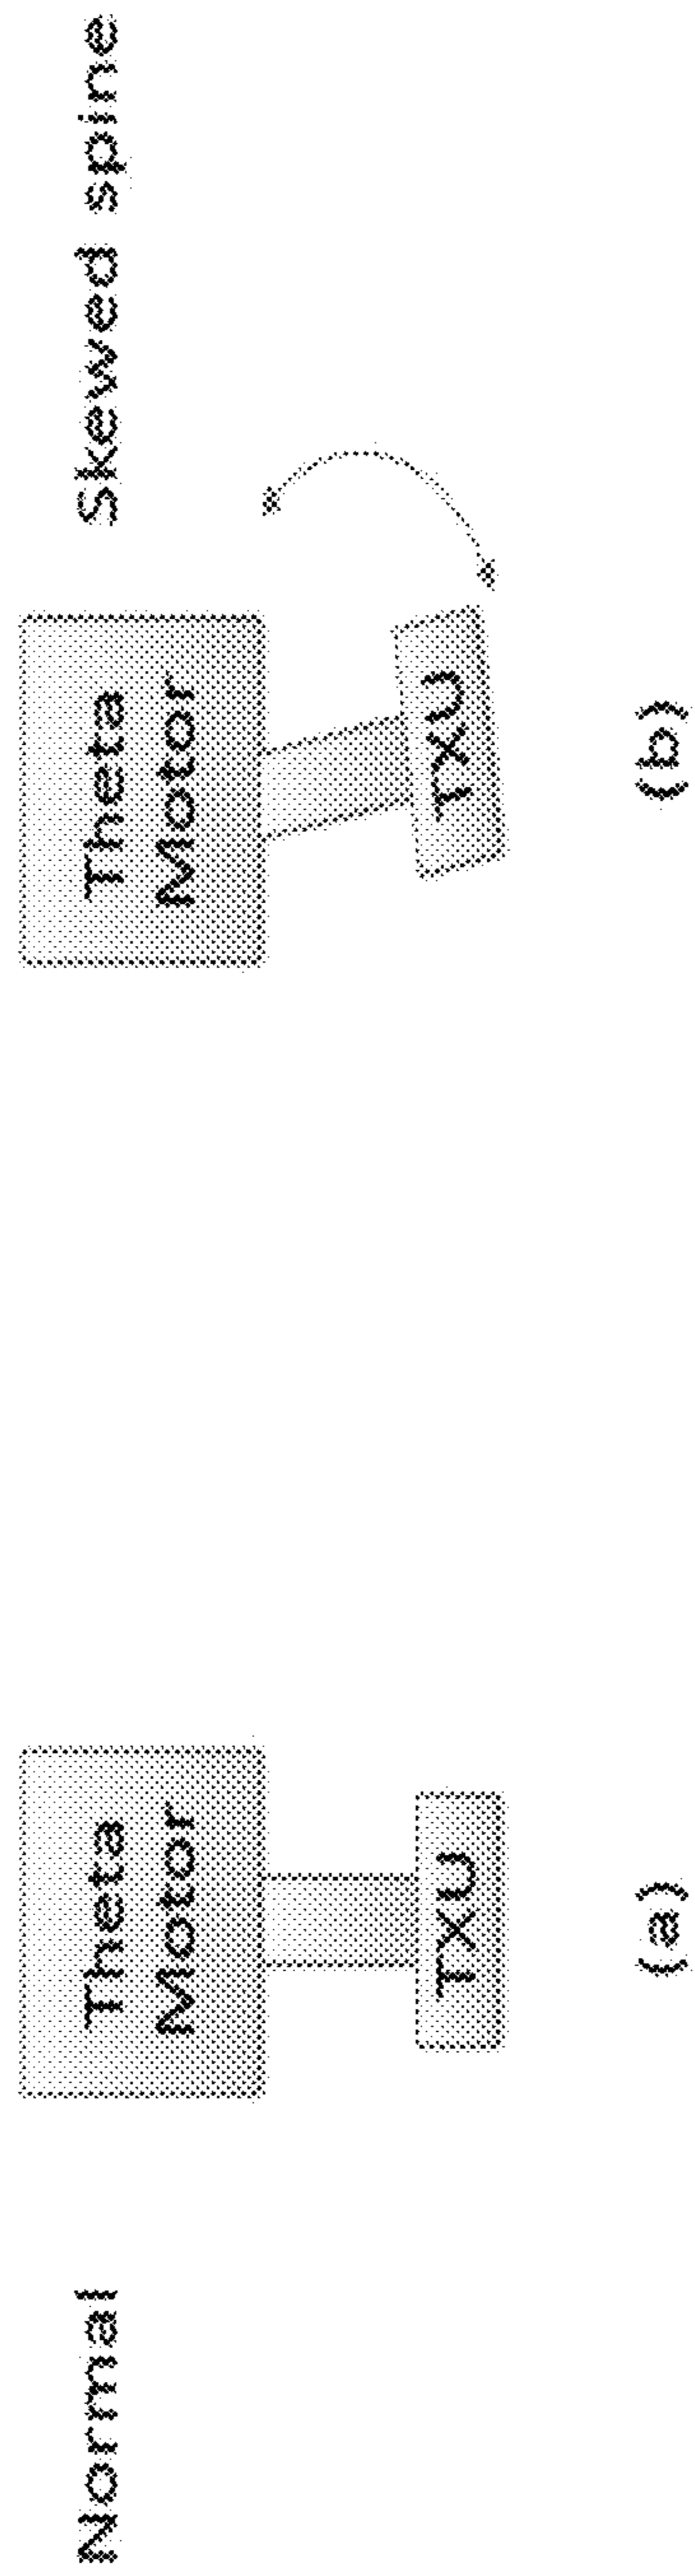 Normal
Theta
Motor
TXU
(a)
Skewed spine
Theta
Motor
TXU
(b)